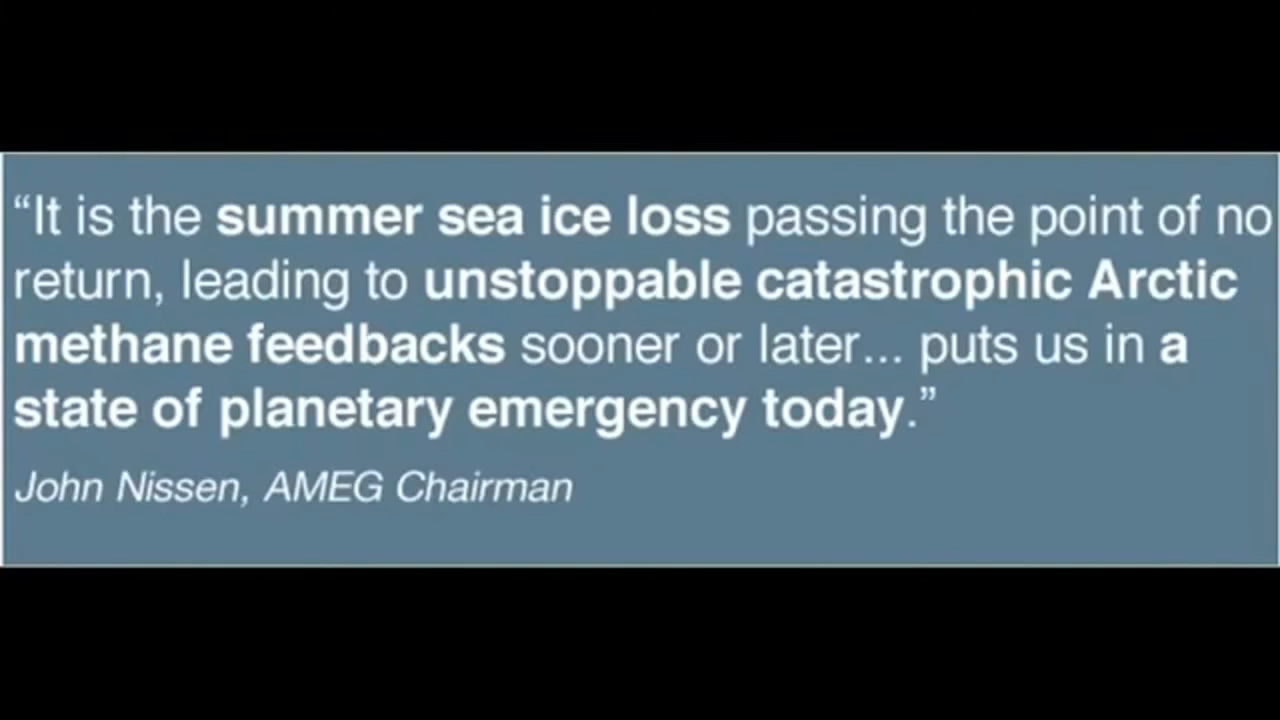 “It is the summer sea ice loss passing the point of no
return, leading to unstoppable catastrophic Arctic
methane feedbacks sooner or later... puts us in a
state of planetary emergency today.”
John Nissen, AMEG Chairman